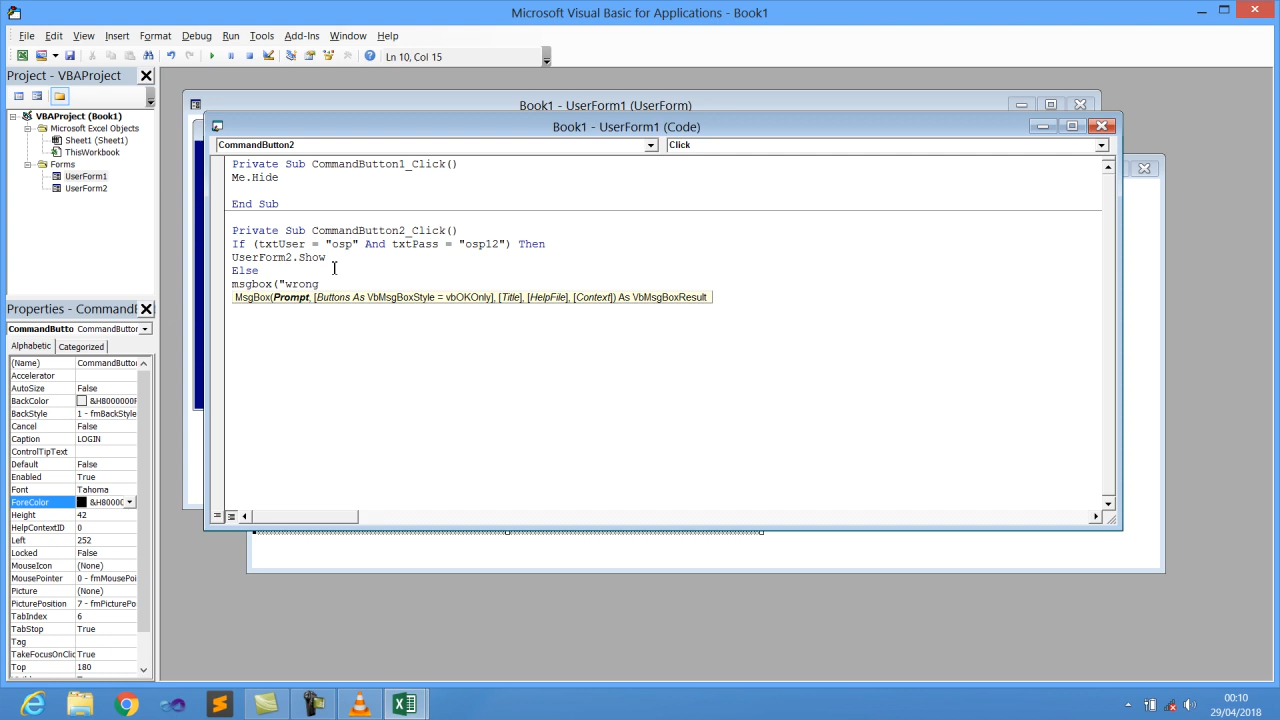 Microsoft Visual Basic for Applications - Book1
File Edit View Insert Format Debug Run Tools Add-Ins Window Help
Ln 10, Col 15
Project - VBAProject
VBAProject (Book1)
Microsoft Excel Objects
Sheet1 (Sheet1)
ThisWorkbook
Forms
UserForm1
UserForm2
Book1 - UserForm1 (UserForm)
Book1 - UserForm1 (Code)
CommandButton2 Click
Private Sub CommandButton1_Click()
Me.Hide
End Sub
Private Sub CommandButton2_Click()
If (txtUser = "osp" And txtPass = "osp12") Then
UserForm2.Show
Else
msgbox("wrong
MsgBox(Prompt, [Buttons As VbMsgBoxStyle = vbOKOnly], [Title], [HelpFile], [Context]) As VbMsgBoxResult
Properties - CommandB
CommandButto CommandButton
Alphabetic Categorized
(Name) CommandButton
Accelerator
AutoSize False
BackColor &H8000000F
BackStyle 1 - fmBackStyle
Cancel False
Caption LOGIN
ControlTipText
Default False
Enabled True
Font Tahoma
ForeColor &H80000
Height 42
HelpContextID 0
Left 252
Locked False
MouseIcon (None)
MousePointer 0 - fmMousePoi
Picture (None)
PicturePosition 7 - fmPicturePo
TabIndex 6
TabStop True
Tag
TakeFocusOnClic True
Top 180
00:10
29/04/2018